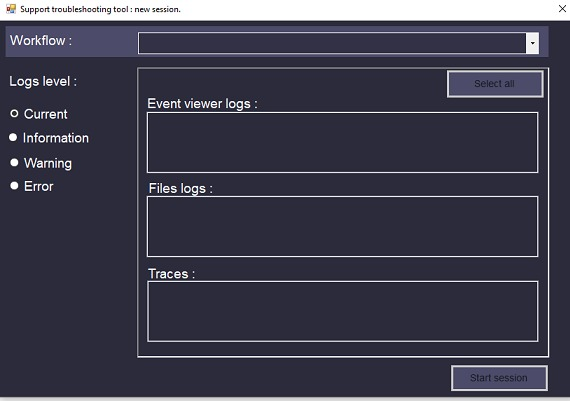 Support troubleshooting tool : new session.
Workflow :
Logs level :
Select all
Event viewer logs :
Current
Information
Warning
Error
Files logs :
Traces :
Start session